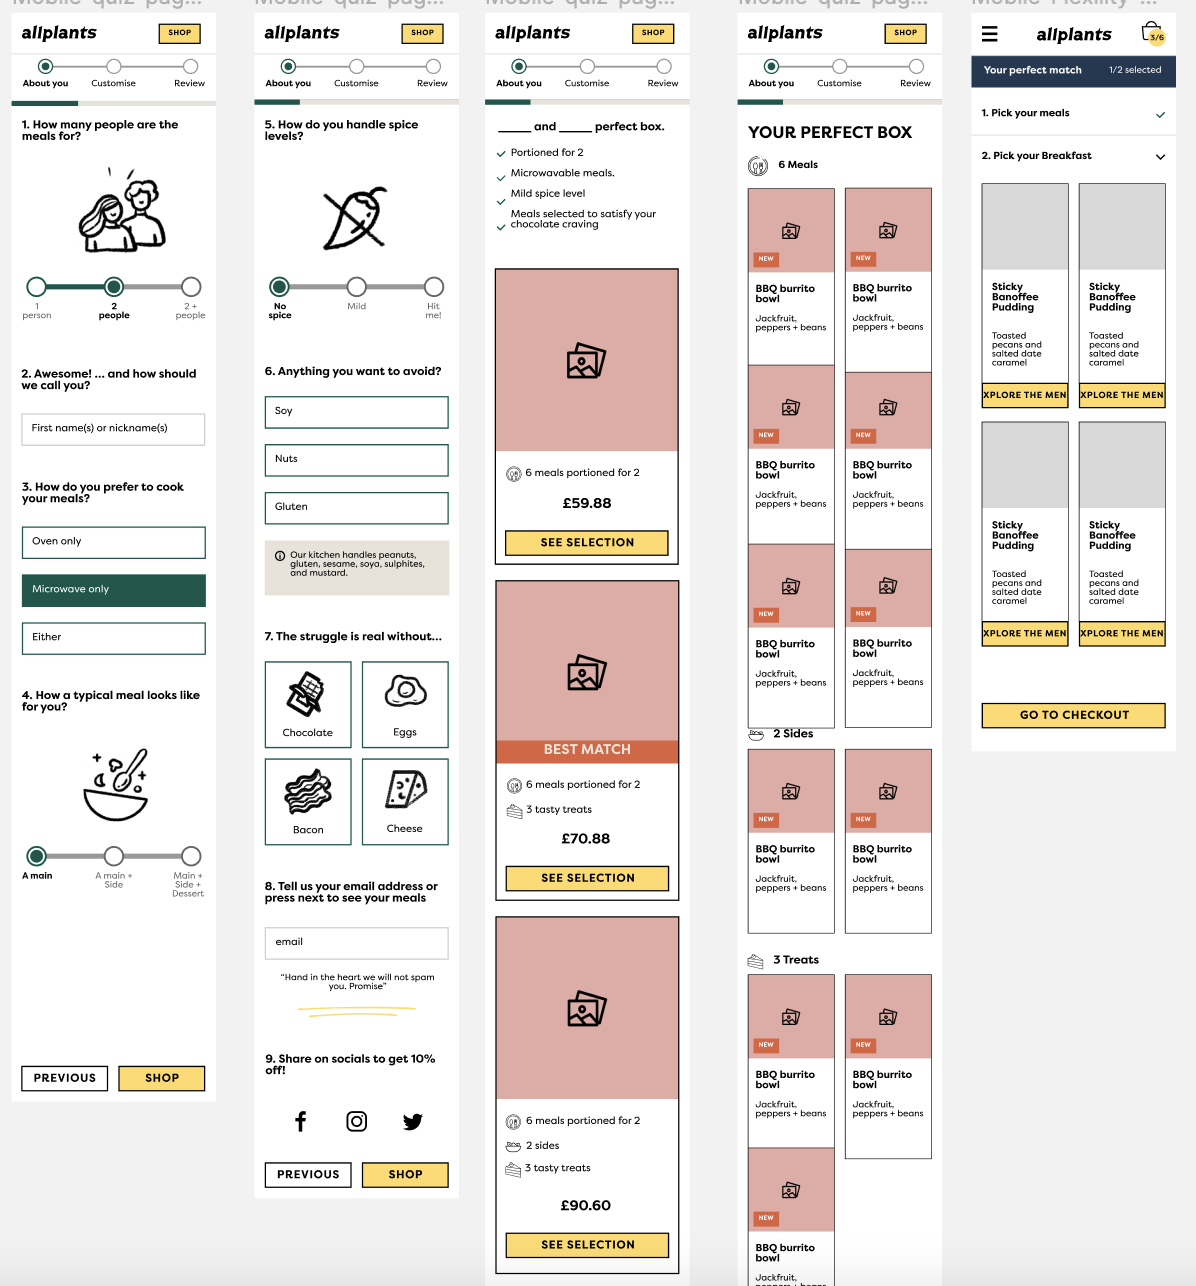 Mobile-quiz-pag...
allplants
SHOP
About you
Customise
Review
1. How many people are the
meals for?
1
person
2
people
2 +
people
2. Awesome! ... and how should
we call you?
First name(s) or nickname(s)
3. How do you prefer to cook
your meals?
Oven only
Microwave only
Either
4. How a typical meal looks like
for you?
A main
A main +
Side
Main +
Side +
Dessert
PREVIOUS
SHOP
Mobile-quiz-pag...
allplants
SHOP
About you
Customise
Review
5. How do you handle spice
levels?
No
spice
Mild
Hit
me!
6. Anything you want to avoid?
Soy
Nuts
Gluten
Our kitchen handles peanuts,
gluten, sesame, soya, sulphites,
and mustard.
7. The struggle is real without...
Chocolate
Eggs
Bacon
Cheese
8. Tell us your email address or
press next to see your meals
email
“Hand in the heart we will not spam
you. Promise”
9. Share on socials to get 10%
off!
PREVIOUS
SHOP
Mobile-quiz-pag...
allplants
SHOP
About you
Customise
Review
_____ and _____ perfect box.
Portioned for 2
Microwavable meals.
Mild spice level
Meals selected to satisfy your
chocolate craving
6 meals portioned for 2
£59.88
SEE SELECTION
BEST MATCH
6 meals portioned for 2
3 tasty treats
£70.88
SEE SELECTION
6 meals portioned for 2
2 sides
3 tasty treats
£90.60
SEE SELECTION
Mobile-quiz-pag...
allplants
SHOP
About you
Customise
Review
YOUR PERFECT BOX
6 Meals
NEW
BBQ burrito
bowl
Jackfruit,
peppers + beans
NEW
BBQ burrito
bowl
Jackfruit,
peppers + beans
NEW
BBQ burrito
bowl
Jackfruit,
peppers + beans
NEW
BBQ burrito
bowl
Jackfruit,
peppers + beans
NEW
BBQ burrito
bowl
Jackfruit,
peppers + beans
NEW
BBQ burrito
bowl
Jackfruit,
peppers + beans
2 Sides
NEW
BBQ burrito
bowl
Jackfruit,
peppers + beans
NEW
BBQ burrito
bowl
Jackfruit,
peppers + beans
3 Treats
NEW
BBQ burrito
bowl
Jackfruit,
peppers + beans
NEW
BBQ burrito
bowl
Jackfruit,
peppers + beans
NEW
BBQ burrito
bowl
Jackfruit,
allplants
3/6
Your perfect match
1/2 selected
1. Pick your meals
2. Pick your Breakfast
Sticky
Banoffee
Pudding
Toasted
pecans and
salted date
caramel
XPLORE THE MEN
Sticky
Banoffee
Pudding
Toasted
pecans and
salted date
caramel
XPLORE THE MEN
Sticky
Banoffee
Pudding
Toasted
pecans and
salted date
caramel
XPLORE THE MEN
Sticky
Banoffee
Pudding
Toasted
pecans and
salted date
caramel
XPLORE THE MEN
GO TO CHECKOUT